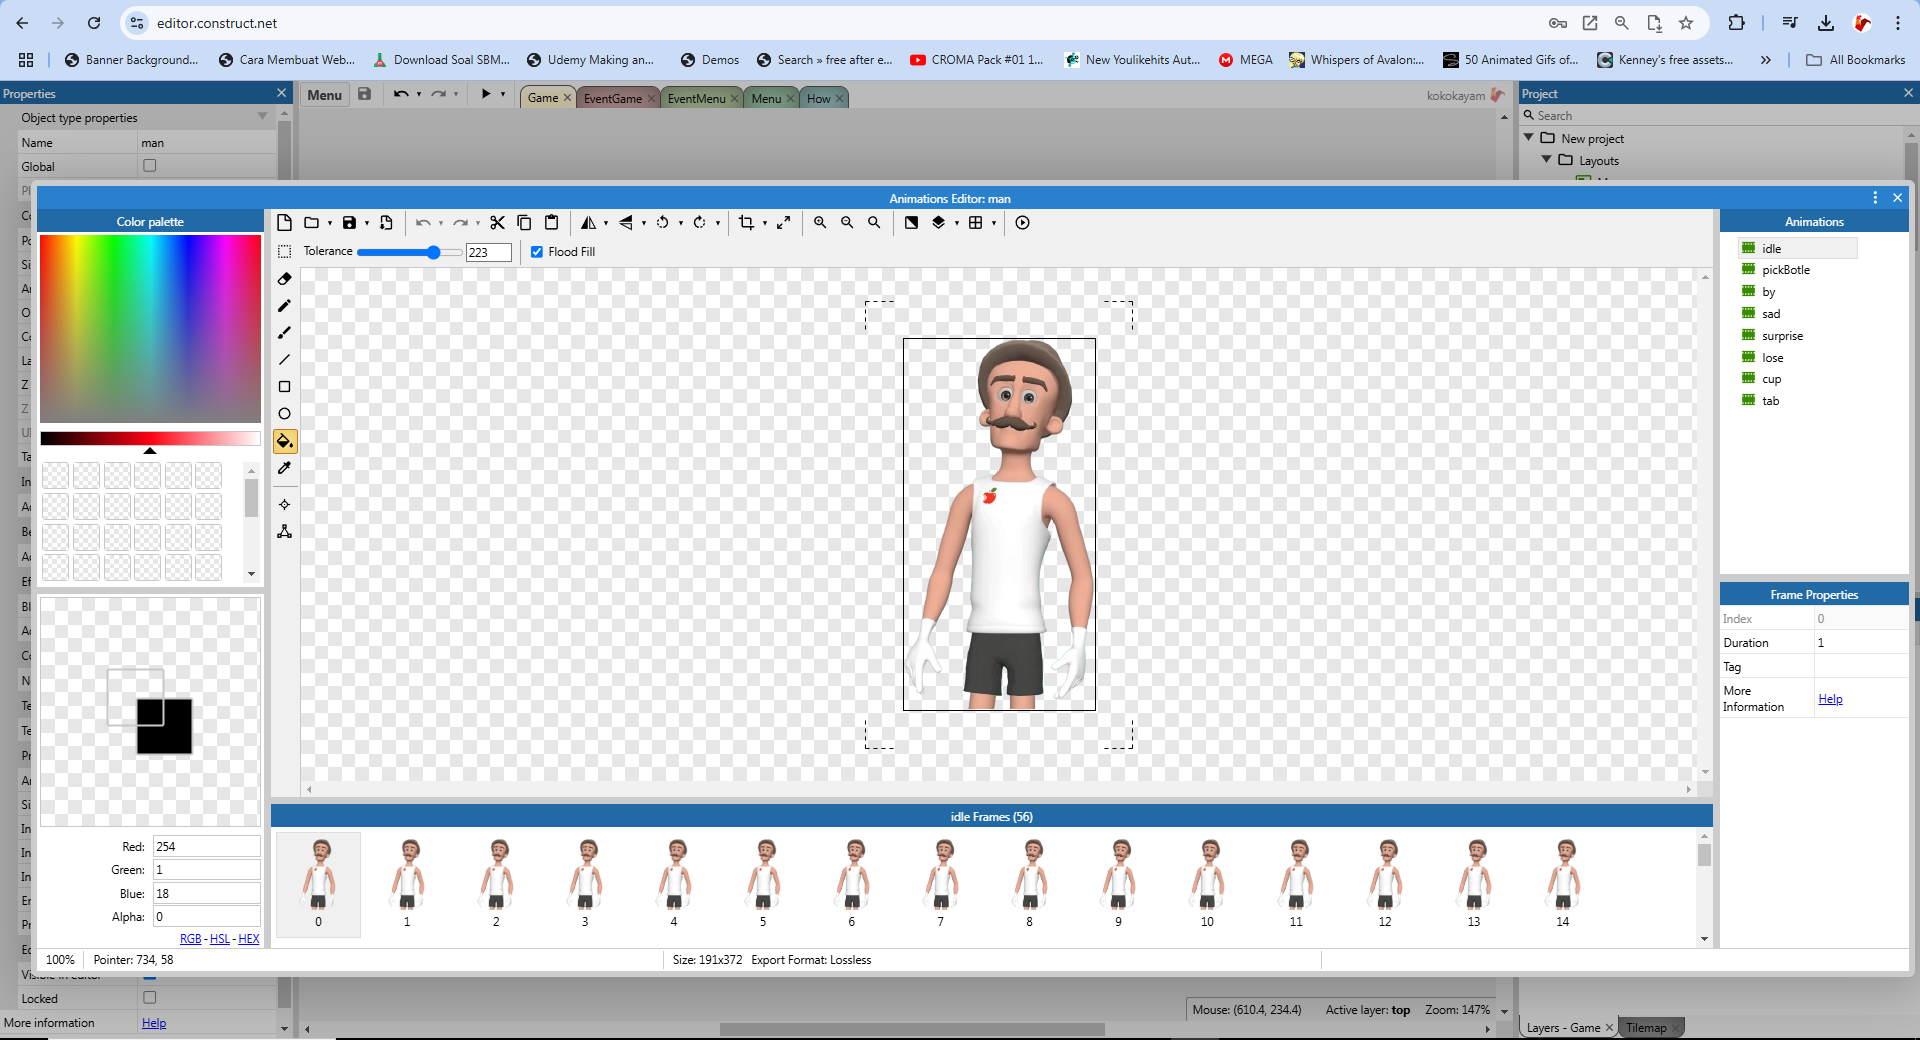 editor.construct.net
Banner Background...
Cara Membuat Web...
Download Soal SBM...
Udemy Making an...
Demos
Search » free after e...
CROMA Pack #01 1...
New Youlikehits Aut...
MEGA
Whispers of Avalon:...
50 Animated Gifs of...
Kenney's free assets...
»
All Bookmarks
Properties
Menu
Game
EventGame
EventMenu
Menu
How
kokokayam
Project
Object type properties
Search
Name man
Global
New project
Layouts
Animations Editor: man
Color palette
Animations
Tolerance 223 Flood Fill
idle
pickBotle
by
sad
surprise
lose
cup
tab
Frame Properties
Index 0
Duration 1
Tag
More Information Help
idle Frames (56)
0 1 2 3 4 5 6 7 8 9 10 11 12 13 14
Red: 254
Green: 1
Blue: 18
Alpha: 0
RGB - HSL - HEX
100% Pointer: 734, 58 Size: 191x372 Export Format: Lossless
Locked
More information Help
Mouse: (610.4, 234.4) Active layer: top Zoom: 147%
Layers - Game
Tilemap